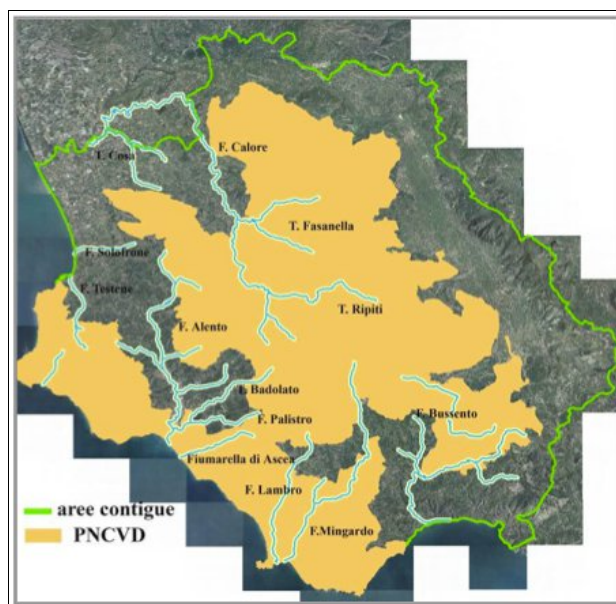 F. Calore
T. Cosa
T. Fasanella
F. Solofrone
F. Testene
T. Ripiti
F. Alento
F. Badolato
F. Bussento
F. Palistro
Fiumarella di Ascea
F. Lambro
aree contigue
PNCVD
F.Mingardo